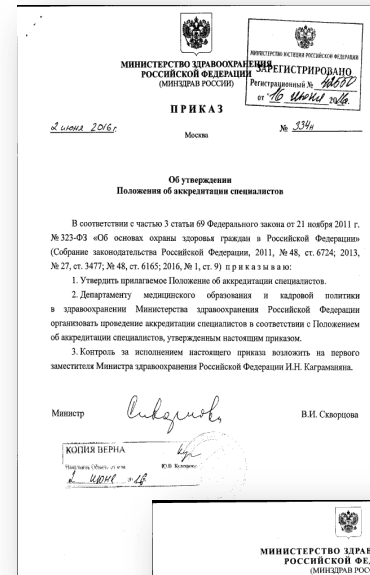 МИНИСТЕРСТВО ЗДРАВООХРАНЕНИЯ
РОССИЙСКОЙ ФЕДЕРАЦИИ
(МИНЗДРАВ РОССИИ)
МИНИСТЕРСТВО ЮСТИЦИИ РОССИЙСКОЙ ФЕДЕРАЦИИ
ЗАРЕГИСТРИРОВАНО
Регистрационный № 42550
от "16 июня 2016г.
ПРИКАЗ
2 июня 2016г.
№ 334н
Москва
Об утверждении
Положения об аккредитации специалистов
В соответствии с частью 3 статьи 69 Федерального закона от 21 ноября 2011 г.
№ 323-ФЗ «Об основах охраны здоровья граждан в Российской Федерации»
(Собрание законодательства Российской Федерации, 2011, № 48, ст. 6724; 2013,
№ 27, ст. 3477; № 48, ст. 6165; 2016, № 1, ст. 9) приказываю:
1. Утвердить прилагаемое Положение об аккредитации специалистов.
2. Департаменту медицинского образования и кадровой политики
в здравоохранении Министерства здравоохранения Российской Федерации
организовать проведение аккредитации специалистов в соответствии с Положением
об аккредитации специалистов, утвержденным настоящим приказом.
3. Контроль за исполнением настоящего приказа возложить на первого
заместителя Министра здравоохранения Российской Федерации И.Н. Каграманяна.
Министр
В.И. Скворцова
КОПИЯ ВЕРНА
2 июня
МИНИСТЕРСТВО ЗДРАВ
РОССИЙСКОЙ ФЕД
(МИНЗДРАВ РОСС